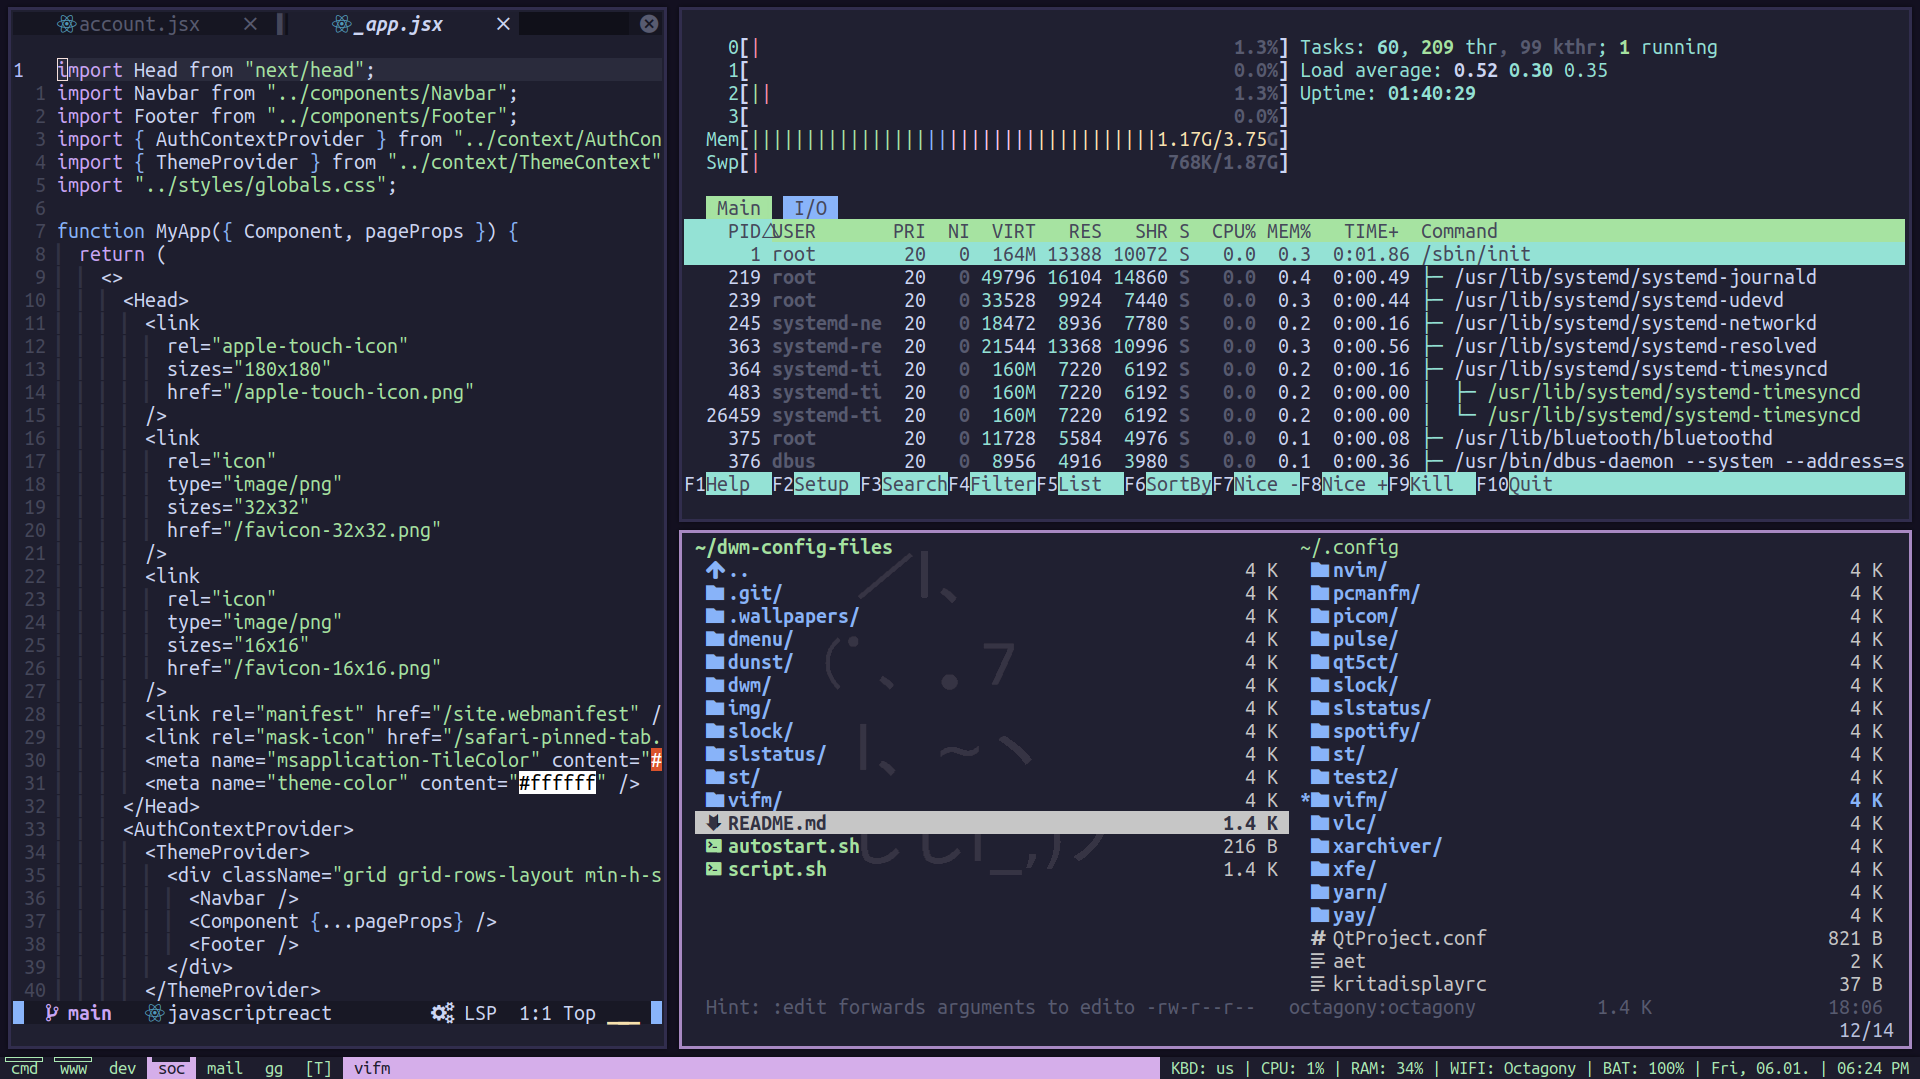 account.jsx
_app.jsx
1 import Head from "next/head";
1 import Navbar from "../components/Navbar";
2 import Footer from "../components/Footer";
3 import { AuthContextProvider } from "../context/AuthCon
4 import { ThemeProvider } from "../context/ThemeContext"
5 import "../styles/globals.css";
6
7 function MyApp({ Component, pageProps }) {
8 return (
9 <>
10 <Head>
11 <link
12 rel="apple-touch-icon"
13 sizes="180x180"
14 href="/apple-touch-icon.png"
15 />
16 <link
17 rel="icon"
18 type="image/png"
19 sizes="32x32"
20 href="/favicon-32x32.png"
21 />
22 <link
23 rel="icon"
24 type="image/png"
25 sizes="16x16"
26 href="/favicon-16x16.png"
27 />
28 <link rel="manifest" href="/site.webmanifest" /
29 <link rel="mask-icon" href="/safari-pinned-tab.
30 <meta name="msapplication-TileColor" content="#
31 <meta name="theme-color" content="#ffffff" />
32 </Head>
33 <AuthContextProvider>
34 <ThemeProvider>
35 <div className="grid grid-rows-layout min-h-s
36 <Navbar />
37 <Component {...pageProps} />
38 <Footer />
39 </div>
40 </ThemeProvider>
main javascriptreact LSP 1:1 Top
0[| 1.3%] Tasks: 60, 209 thr, 99 kthr; 1 running
1[ 0.0%] Load average: 0.52 0.30 0.35
2[|| 1.3%] Uptime: 01:40:29
3[ 0.0%]
Mem[|||||||||||||||||||||||||||||||||||||1.17G/3.75G]
Swp[| 768K/1.87G]
Main I/O
PID△USER PRI NI VIRT RES SHR S CPU% MEM% TIME+ Command
1 root 20 0 164M 13388 10072 S 0.0 0.3 0:01.86 /sbin/init
219 root 20 0 49796 16104 14860 S 0.0 0.4 0:00.49 ├─ /usr/lib/systemd/systemd-journald
239 root 20 0 33528 9924 7440 S 0.0 0.3 0:00.44 ├─ /usr/lib/systemd/systemd-udevd
245 systemd-ne 20 0 18472 8936 7780 S 0.0 0.2 0:00.16 ├─ /usr/lib/systemd/systemd-networkd
363 systemd-re 20 0 21544 13368 10996 S 0.0 0.3 0:00.56 ├─ /usr/lib/systemd/systemd-resolved
364 systemd-ti 20 0 160M 7220 6192 S 0.0 0.2 0:00.16 ├─ /usr/lib/systemd/systemd-timesyncd
483 systemd-ti 20 0 160M 7220 6192 S 0.0 0.2 0:00.00 │ ├─ /usr/lib/systemd/systemd-timesyncd
26459 systemd-ti 20 0 160M 7220 6192 S 0.0 0.2 0:00.00 │ └─ /usr/lib/systemd/systemd-timesyncd
375 root 20 0 11728 5584 4976 S 0.0 0.1 0:00.08 ├─ /usr/lib/bluetooth/bluetoothd
376 dbus 20 0 8956 4916 3980 S 0.0 0.1 0:00.36 ├─ /usr/bin/dbus-daemon --system --address=s
F1Help F2Setup F3SearchF4FilterF5List F6SortByF7Nice -F8Nice +F9Kill F10Quit
~/dwm-config-files
.. 4 K
.git/ 4 K
.wallpapers/ 4 K
dmenu/ 4 K
dunst/ 4 K
dwm/ 4 K
img/ 4 K
slock/ 4 K
slstatus/ 4 K
st/ 4 K
vifm/ 4 K
README.md 1.4 K
autostart.sh 216 B
script.sh 1.4 K
~/.config
nvim/ 4 K
pcmanfm/ 4 K
picom/ 4 K
pulse/ 4 K
qt5ct/ 4 K
slock/ 4 K
slstatus/ 4 K
spotify/ 4 K
st/ 4 K
test2/ 4 K
*vifm/ 4 K
vlc/ 4 K
xarchiver/ 4 K
xfe/ 4 K
yarn/ 4 K
yay/ 4 K
QtProject.conf 821 B
aet 2 K
kritadisplayrc 37 B
Hint: :edit forwards arguments to edito -rw-r--r-- octagony:octagony 1.4 K 18:06
12/14
cmd www dev soc mail gg [T] vifm KBD: us | CPU: 1% | RAM: 34% | WIFI: Octagony | BAT: 100% | Fri, 06.01. | 06:24 PM